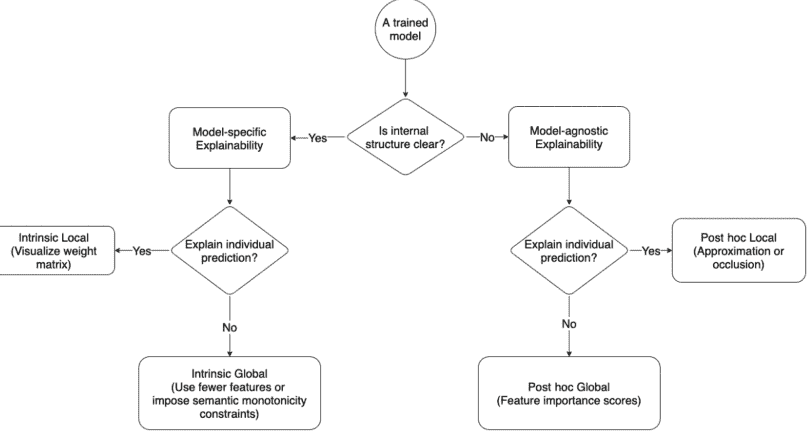 A trained
model
Is internal
structure clear?
Yes
No
Model-specific
Explainability
Model-agnostic
Explainability
Explain individual
prediction?
Yes
Intrinsic Local
(Visualize weight
matrix)
No
Intrinsic Global
(Use fewer features or
impose semantic monotonicity
constraints)
Explain individual
prediction?
Yes
Post hoc Local
(Approximation or
occlusion)
No
Post hoc Global
(Feature importance scores)